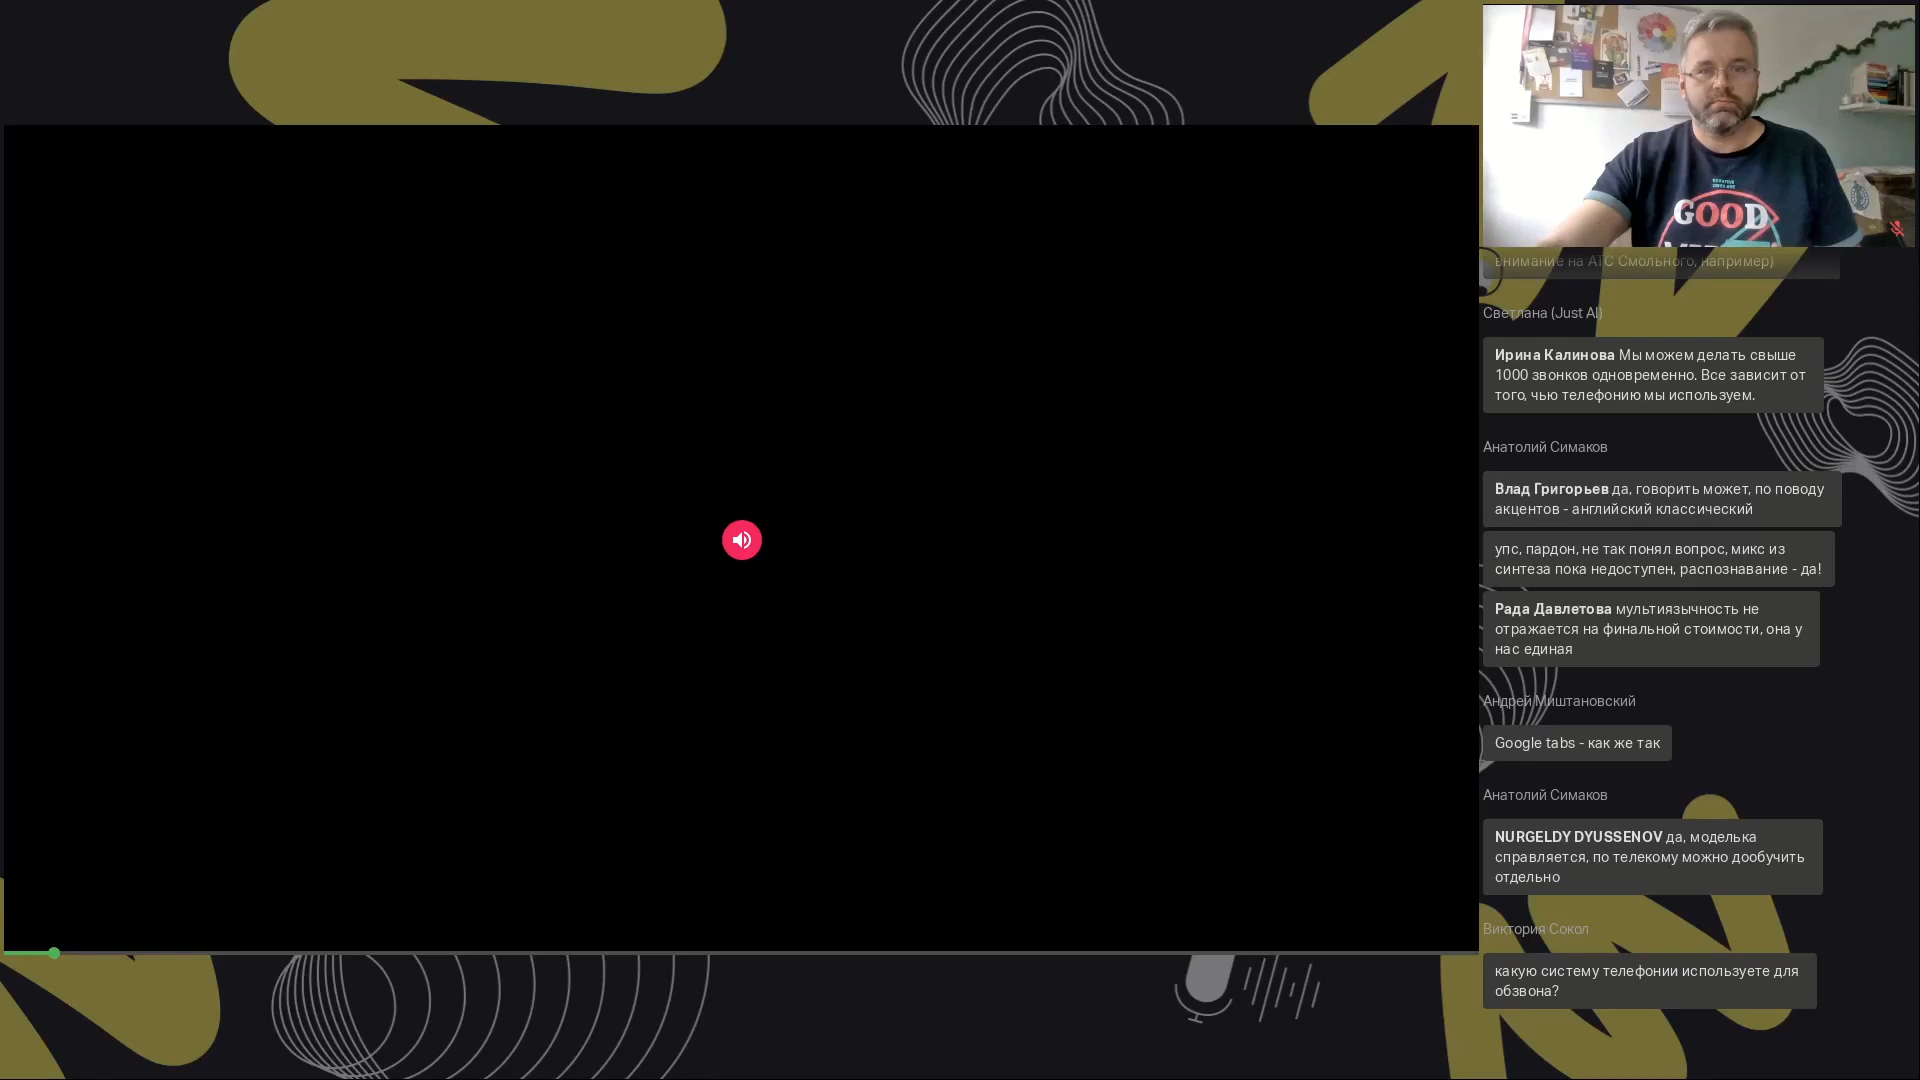 GOOD
внимание на АТС Смольного, например)
Светлана (Just AI)
Ирина Калинова Мы можем делать свыше
1000 звонков одновременно. Все зависит от
того, чью телефонию мы используем.
Анатолий Симаков
Влад Григорьев да, говорить может, по поводу
акцентов - английский классический
упс, пардон, не так понял вопрос, микс из
синтеза пока недоступен, распознавание - да!
Рада Давлетова мультиязычность не
отражается на финальной стоимости, она у
нас единая
Андрей Миштановский
Google tabs - как же так
Анатолий Симаков
NURGELDY DYUSSENOV да, моделька
справляется, по телекому можно дообучить
отдельно
Виктория Сокол
какую систему телефонии используете для
обзвона?